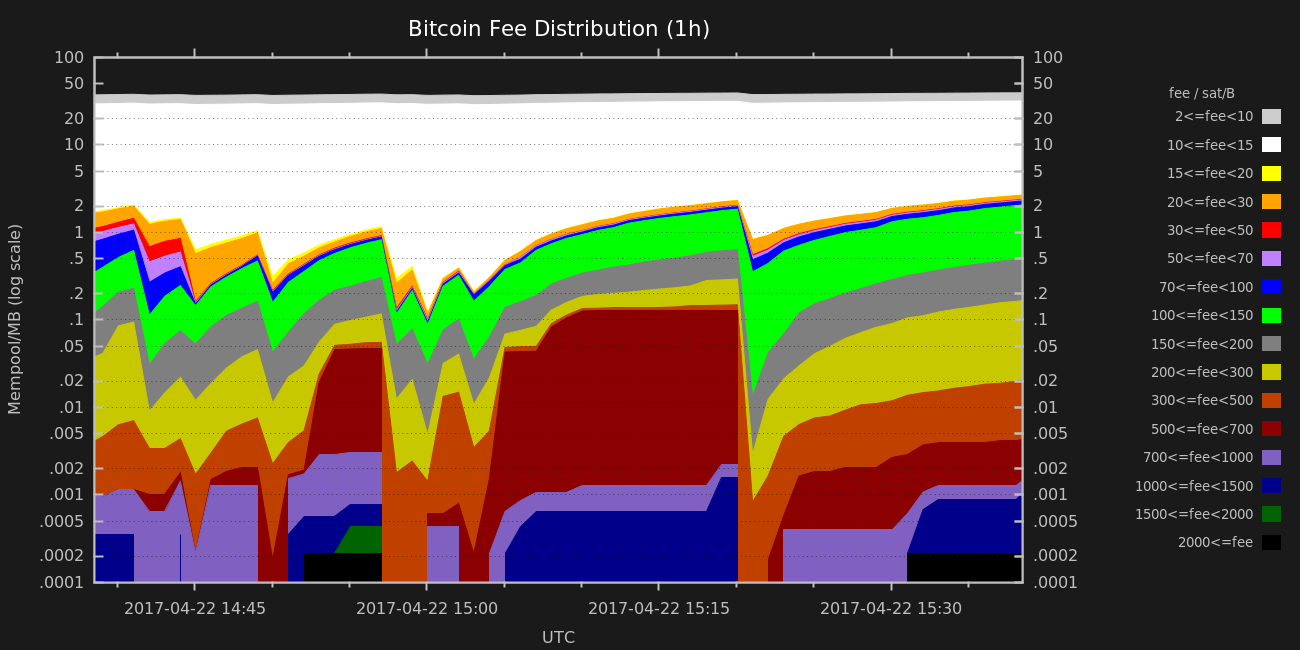 Bitcoin Fee Distribution (1h)
Mempool/MB (log scale)
100
50
20
10
5
2
1
.5
.2
.1
.05
.02
.01
.005
.002
.001
.0005
.0002
.0001
100
50
20
10
5
2
1
.5
.2
.1
.05
.02
.01
.005
.002
.001
.0005
.0002
.0001
2017-04-22 14:45
2017-04-22 15:00
2017-04-22 15:15
2017-04-22 15:30
UTC
fee / sat/B
2<=fee<10
10<=fee<15
15<=fee<20
20<=fee<30
30<=fee<50
50<=fee<70
70<=fee<100
100<=fee<150
150<=fee<200
200<=fee<300
300<=fee<500
500<=fee<700
700<=fee<1000
1000<=fee<1500
1500<=fee<2000
2000<=fee